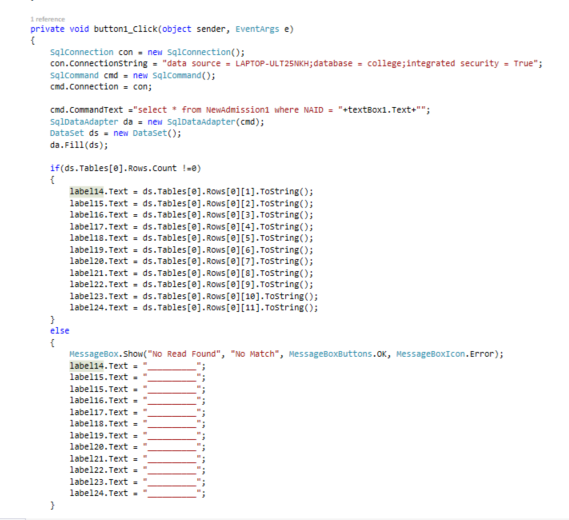 1 reference
private void button1_Click(object sender, EventArgs e)
{
SqlConnection con = new SqlConnection();
con.ConnectionString = "data source = LAPTOP-ULT25NKH;database = college;integrated security = True";
SqlCommand cmd = new SqlCommand();
cmd.Connection = con;
cmd.CommandText ="select * from NewAdmission1 where NAID = "+textBox1.Text+"";
SqlDataAdapter da = new SqlDataAdapter(cmd);
DataSet ds = new DataSet();
da.Fill(ds);
if(ds.Tables[0].Rows.Count !=0)
{
label14.Text = ds.Tables[0].Rows[0][1].ToString();
label15.Text = ds.Tables[0].Rows[0][2].ToString();
label16.Text = ds.Tables[0].Rows[0][3].ToString();
label17.Text = ds.Tables[0].Rows[0][4].ToString();
label18.Text = ds.Tables[0].Rows[0][5].ToString();
label19.Text = ds.Tables[0].Rows[0][6].ToString();
label20.Text = ds.Tables[0].Rows[0][7].ToString();
label21.Text = ds.Tables[0].Rows[0][8].ToString();
label22.Text = ds.Tables[0].Rows[0][9].ToString();
label23.Text = ds.Tables[0].Rows[0][10].ToString();
label24.Text = ds.Tables[0].Rows[0][11].ToString();
}
else
{
MessageBox.Show("No Read Found", "No Match", MessageBoxButtons.OK, MessageBoxIcon.Error);
label14.Text = "_________";
label15.Text = "_________";
label15.Text = "_________";
label16.Text = "_________";
label17.Text = "_________";
label18.Text = "_________";
label19.Text = "_________";
label20.Text = "_________";
label21.Text = "_________";
label22.Text = "_________";
label23.Text = "_________";
label24.Text = "_________";
}